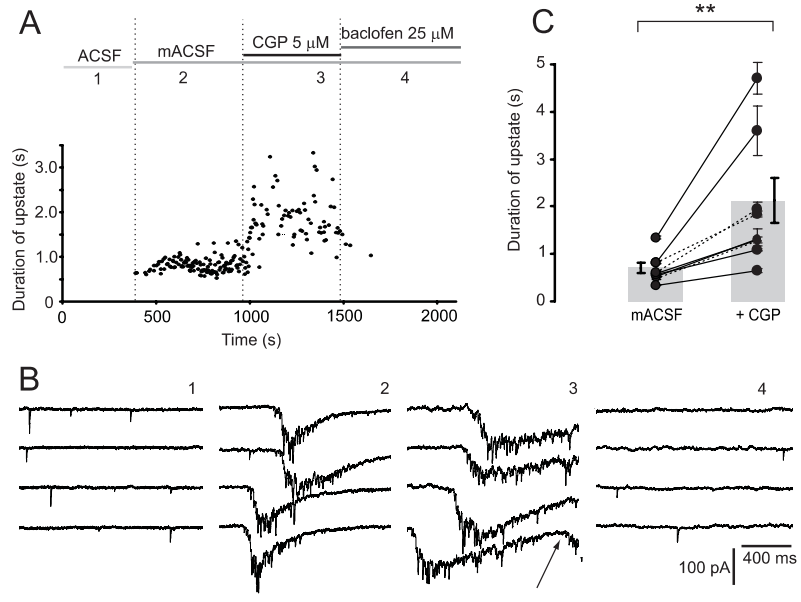 A
C
**
ACSF
mACSF
CGP 5 μM
baclofen 25 μM
1
2
3
4
Duration of upstate (s)
3.0
2.0
1.0
0
0
500
1000
1500
2000
Time (s)
Duration of upstate (s)
5
4
3
2
1
0
mACSF
+ CGP
B
1
2
3
4
100 pA
400 ms